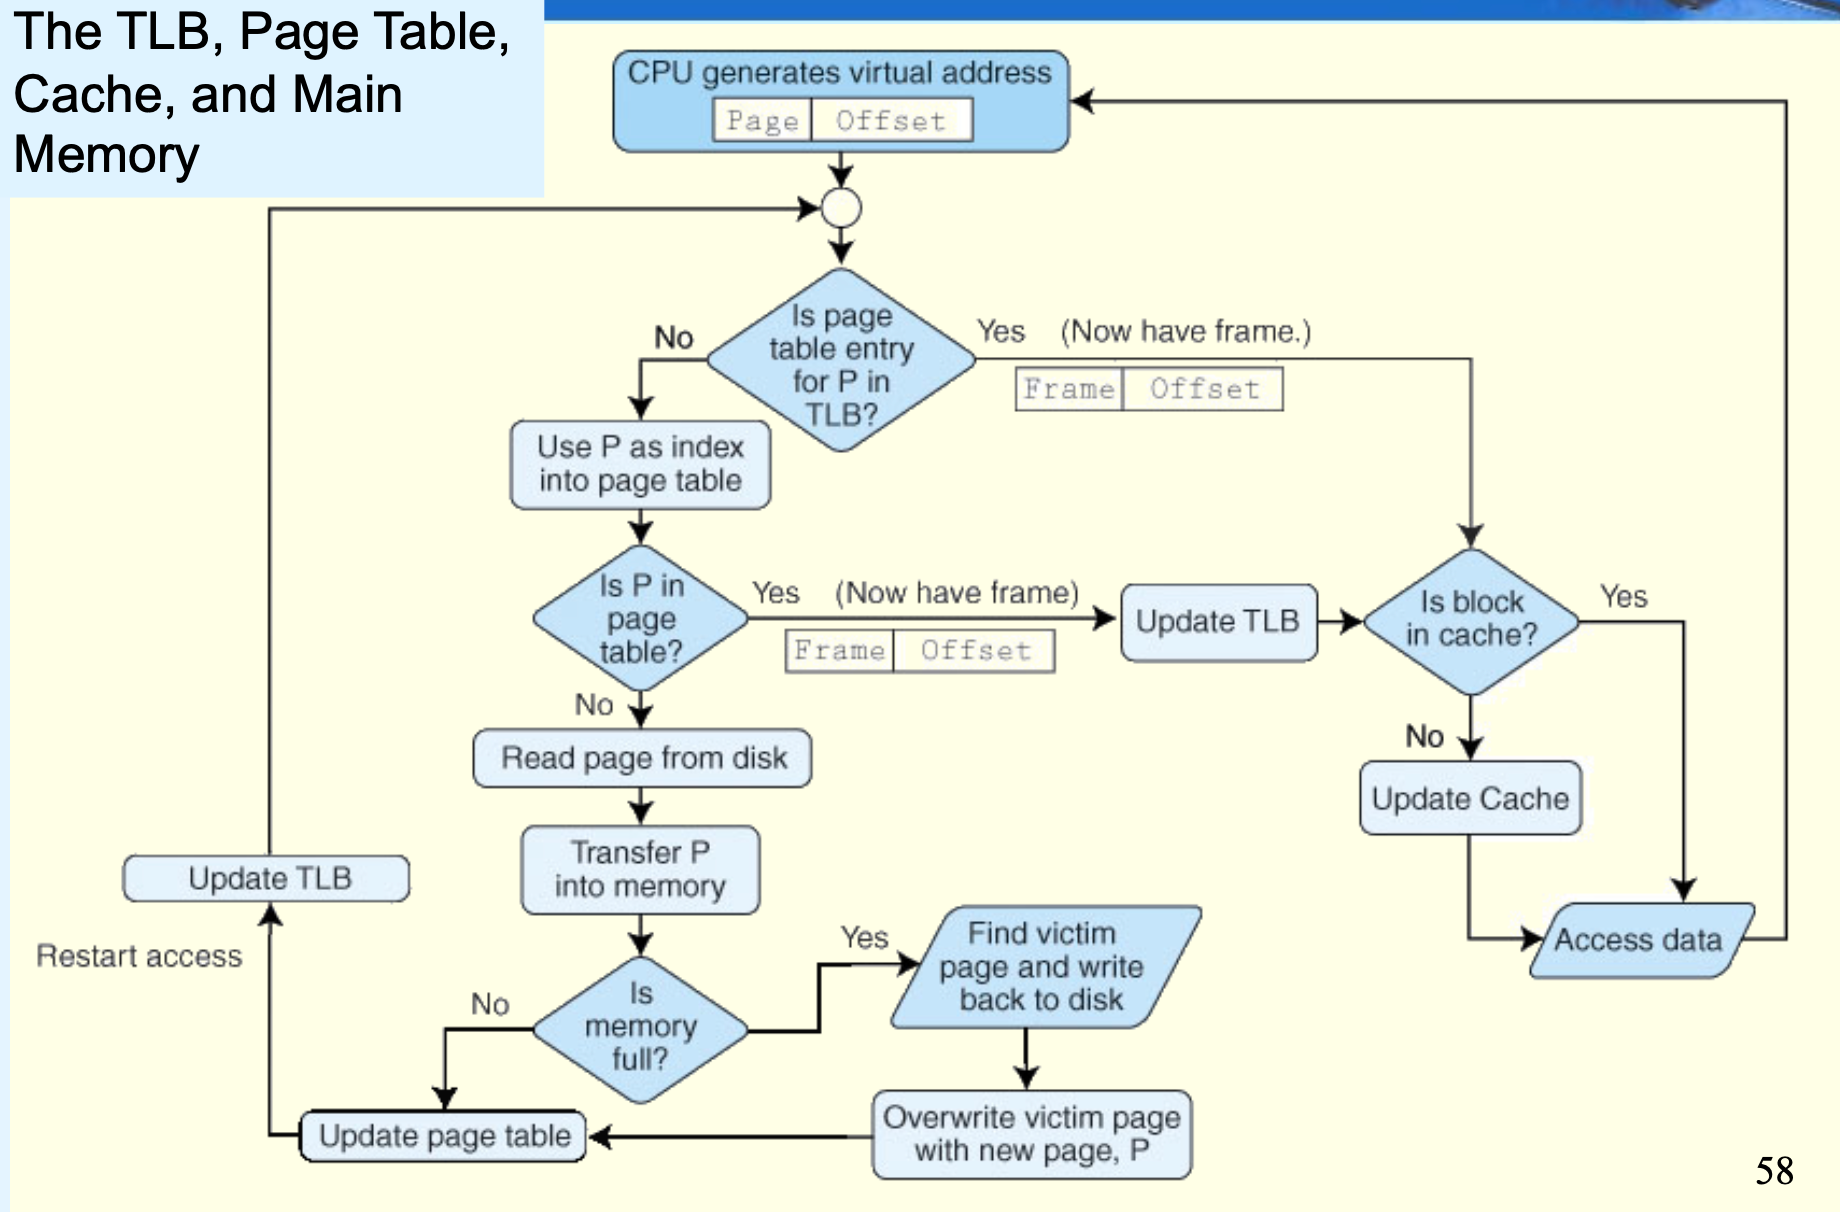 The TLB, Page Table,
Cache, and Main
Memory
CPU generates virtual address
Page Offset
Is page
table entry
for P in
TLB?
No
Yes (Now have frame.)
Frame Offset
Use P as index
into page table
Is P in
page
table?
Yes (Now have frame)
Frame Offset
Update TLB
Is block
in cache?
Yes
No
Read page from disk
No
Update Cache
Transfer P
into memory
Update TLB
Restart access
Access data
Is
memory
full?
No
Yes
Find victim
page and write
back to disk
Update page table
Overwrite victim page
with new page, P
58